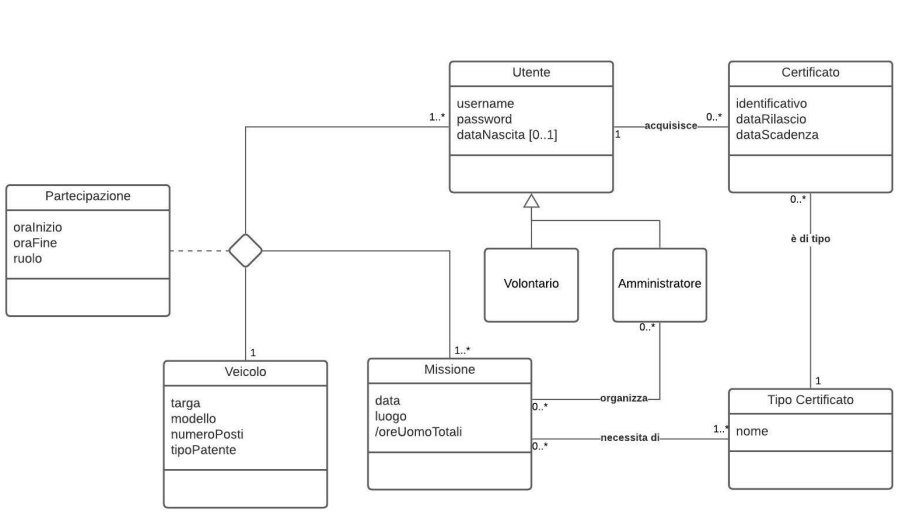 Utente
username
password
dataNascita [0..1]
1..*
1
acquisisce
0..*
Certificato
identificativo
dataRilascio
dataScadenza
Partecipazione
oraInizio
oraFine
ruolo
0..*
è di tipo
1
Volontario
Amministratore
0..*
organizza
0..*
1
Veicolo
targa
modello
numeroPosti
tipoPatente
1..*
Missione
data
luogo
/oreUomoTotali
0..*
necessita di
1..*
Tipo Certificato
nome